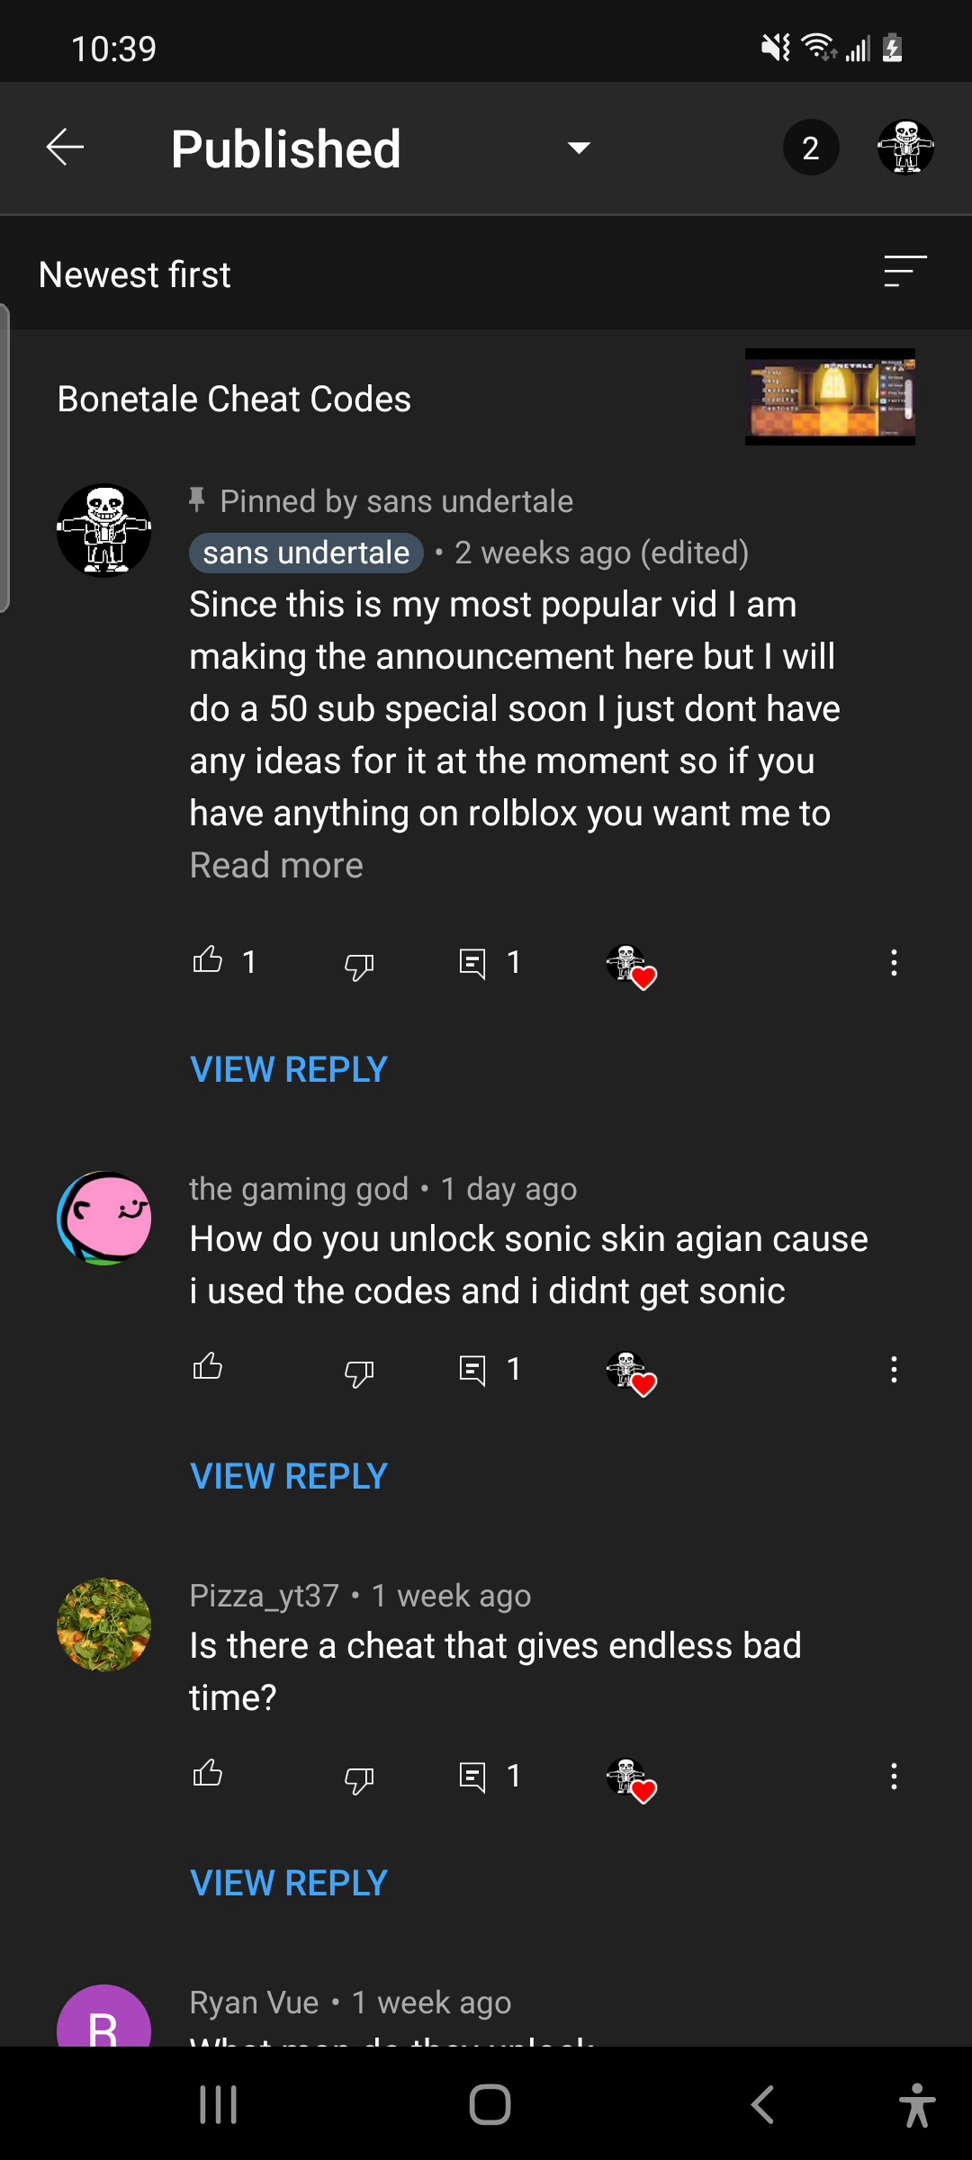 10:39
Published
2
Newest first
Bonetale Cheat Codes
Pinned by sans undertale
sans undertale • 2 weeks ago (edited)
Since this is my most popular vid I am
making the announcement here but I will
do a 50 sub special soon I just dont have
any ideas for it at the moment so if you
have anything on rolblox you want me to
Read more
1 1
VIEW REPLY
the gaming god • 1 day ago
How do you unlock sonic skin agian cause
i used the codes and i didnt get sonic
1
VIEW REPLY
Pizza_yt37 • 1 week ago
Is there a cheat that gives endless bad
time?
1
VIEW REPLY
R
Ryan Vue • 1 week ago
What man do they unlock